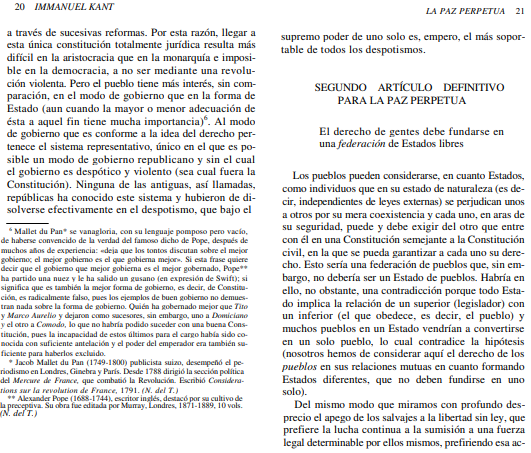 20 IMMANUEL KANT
a través de sucesivas reformas. Por esta razón, llegar a
esta única constitución totalmente jurídica resulta más
difícil en la aristocracia que en la monarquía e imposi-
ble en la democracia, a no ser mediante una revolu-
ción violenta. Pero el pueblo tiene más interés, sin com-
paración, en el modo de gobierno que en la forma de
Estado (aun cuando la mayor o menor adecuación de
ésta a aquel fin tiene mucha importancia)6. Al modo
de gobierno que es conforme a la idea del derecho per-
tenece el sistema representativo, único en el que es po-
sible un modo de gobierno republicano y sin el cual
el gobierno es despótico y violento (sea cual fuera la
Constitución). Ninguna de las antiguas, así llamadas,
repúblicas ha conocido este sistema y hubieron de di-
solverse efectivamente en el despotismo, que bajo el
6 Mallet du Pan* se vanagloria, con su lenguaje pomposo pero vacío,
de haberse convencido de la verdad del famoso dicho de Pope, después de
muchos años de experiencia: «deja que los tontos discutan sobre el mejor
gobierno; el mejor gobierno es el que gobierna mejor». Si esta frase quiere
decir que el gobierno que mejor gobierna es el mejor gobernado, Pope**
ha partido una nuez y le ha salido un gusano (en expresión de Swift); si
significa que es también la mejor forma de gobierno, es decir, de Constitu-
ción, es radicalmente falso, pues los ejemplos de buen gobierno no demues-
tran nada sobre la forma de gobierno. Quién ha gobernado mejor que Tito
y Marco Aurelio y dejaron como sucesores, sin embargo, uno a Domiciano
y el otro a Comodo, lo que no habría podido suceder con una buena Cons-
titución, pues la incapacidad de estos últimos para el cargo había sido co-
nocida con suficiente antelación y el poder del emperador era también su-
ficiente para haberlos excluido.
* Jacob Mallet du Pan (1749-1800) publicista suizo, desempeñó el pe-
riodismo en Londres, Ginebra y París. Desde 1788 dirigió la sección política
del Mercure de France, que combatió la Revolución. Escribió Considera-
tions sur la revolution de France, 1791. (N. del T.)
** Alexander Pope (1688-1744), escritor inglés, destacó por su cultivo de
la preceptiva. Su obra fue editada por Murray, Londres, 1871-1889, 10 vols.
(N. del T.)
LA PAZ PERPETUA 21
supremo poder de uno solo es, empero, el más sopor-
table de todos los despotismos.
SEGUNDO ARTÍCULO DEFINITIVO
PARA LA PAZ PERPETUA
El derecho de gentes debe fundarse en
una federación de Estados libres
Los pueblos pueden considerarse, en cuanto Estados,
como individuos que en su estado de naturaleza (es de-
cir, independientes de leyes externas) se perjudican unos
a otros por su mera coexistencia y cada uno, en aras de
su seguridad, puede y debe exigir del otro que entre
con él en una Constitución semejante a la Constitución
civil, en la que se pueda garantizar a cada uno su dere-
cho. Esto sería una federación de pueblos que, sin em-
bargo, no debería ser un Estado de pueblos. Habría en
ello, no obstante, una contradicción porque todo Esta-
do implica la relación de un superior (legislador) con
un inferior (el que obedece, es decir, el pueblo) y
muchos pueblos en un Estado vendrían a convertirse
en un solo pueblo, lo cual contradice la hipótesis
(nosotros hemos de considerar aquí el derecho de los
pueblos en sus relaciones mutuas en cuanto formando
Estados diferentes, que no deben fundirse en uno
solo).
Del mismo modo que miramos con profundo des-
precio el apego de los salvajes a la libertad sin ley, que
prefiere la lucha continua a la sumisión a una fuerza
legal determinable por ellos mismos, prefiriendo esa ac-